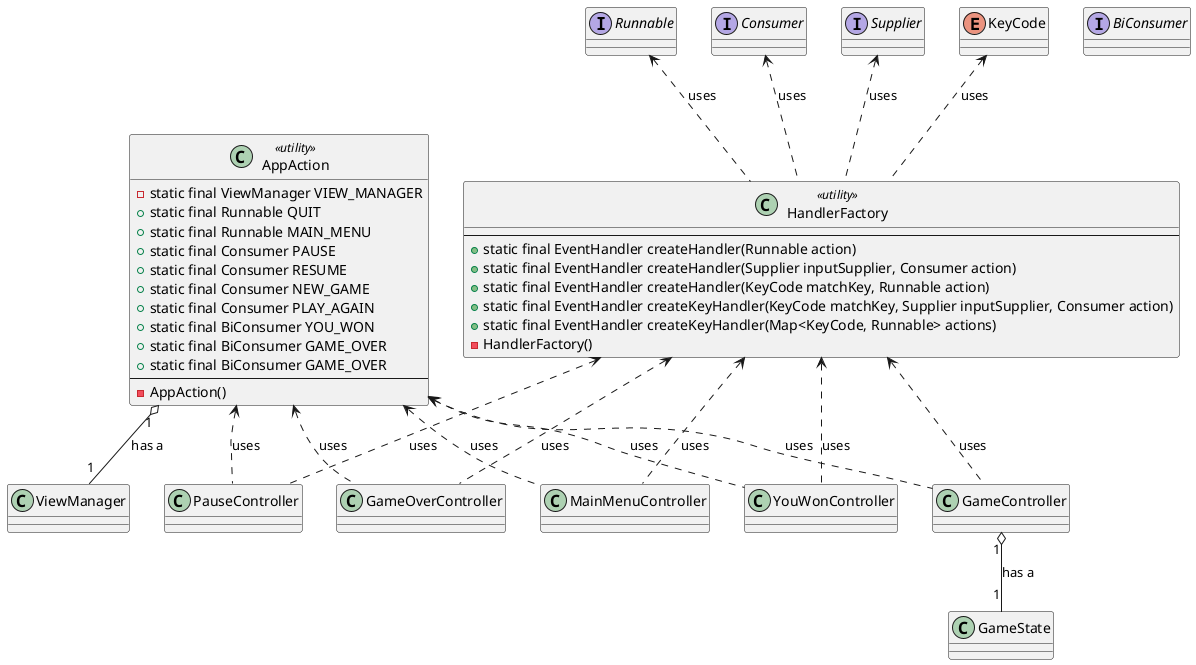 I Runnable
I Consumer
I Supplier
E KeyCode
I BiConsumer
uses
uses
uses
uses
C «utility»
AppAction
static final ViewManager VIEW_MANAGER
static final Runnable QUIT
static final Runnable MAIN_MENU
static final Consumer PAUSE
static final Consumer RESUME
static final Consumer NEW_GAME
static final Consumer PLAY_AGAIN
static final BiConsumer YOU_WON
static final BiConsumer GAME_OVER
static final BiConsumer GAME_OVER
AppAction()
C «utility»
HandlerFactory
static final EventHandler createHandler(Runnable action)
static final EventHandler createHandler(Supplier inputSupplier, Consumer action)
static final EventHandler createHandler(KeyCode matchKey, Runnable action)
static final EventHandler createKeyHandler(KeyCode matchKey, Supplier inputSupplier, Consumer action)
static final EventHandler createKeyHandler(Map<KeyCode, Runnable> actions)
HandlerFactory()
1
has a
1
uses
uses
uses
uses
uses
uses
uses
uses
uses
uses
C ViewManager
C PauseController
C GameOverController
C MainMenuController
C YouWonController
C GameController
1
has a
1
C GameState